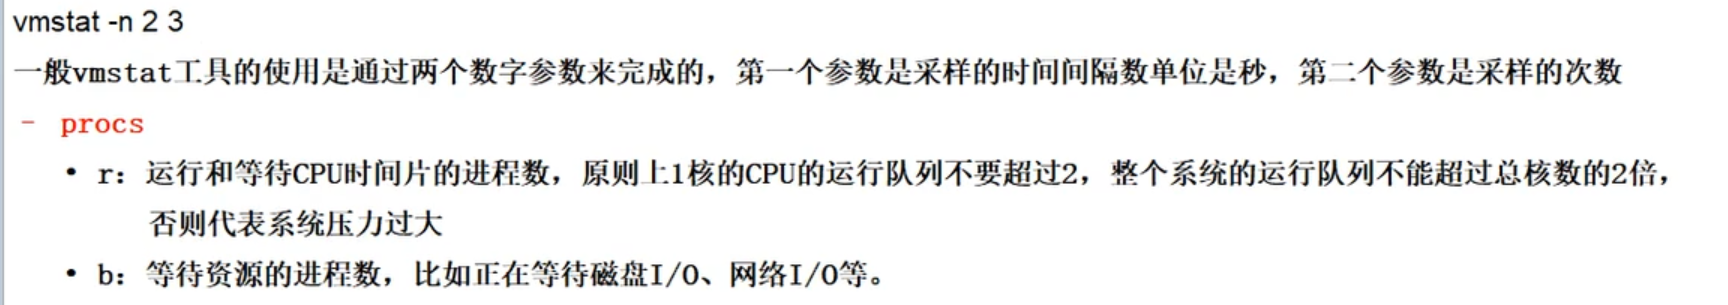 vmstat -n 2 3
一般vmstat工具的使用是通过两个数字参数来完成的，第一个参数是采样的时间间隔数单位是秒，第二个参数是采样的次数
- procs
• r：运行和等待CPU时间片的进程数，原则上1核的CPU的运行队列不要超过2，整个系统的运行队列不能超过总核数的2倍，
否则代表系统压力过大
• b：等待资源的进程数，比如正在等待磁盘I/O、网络I/O等。